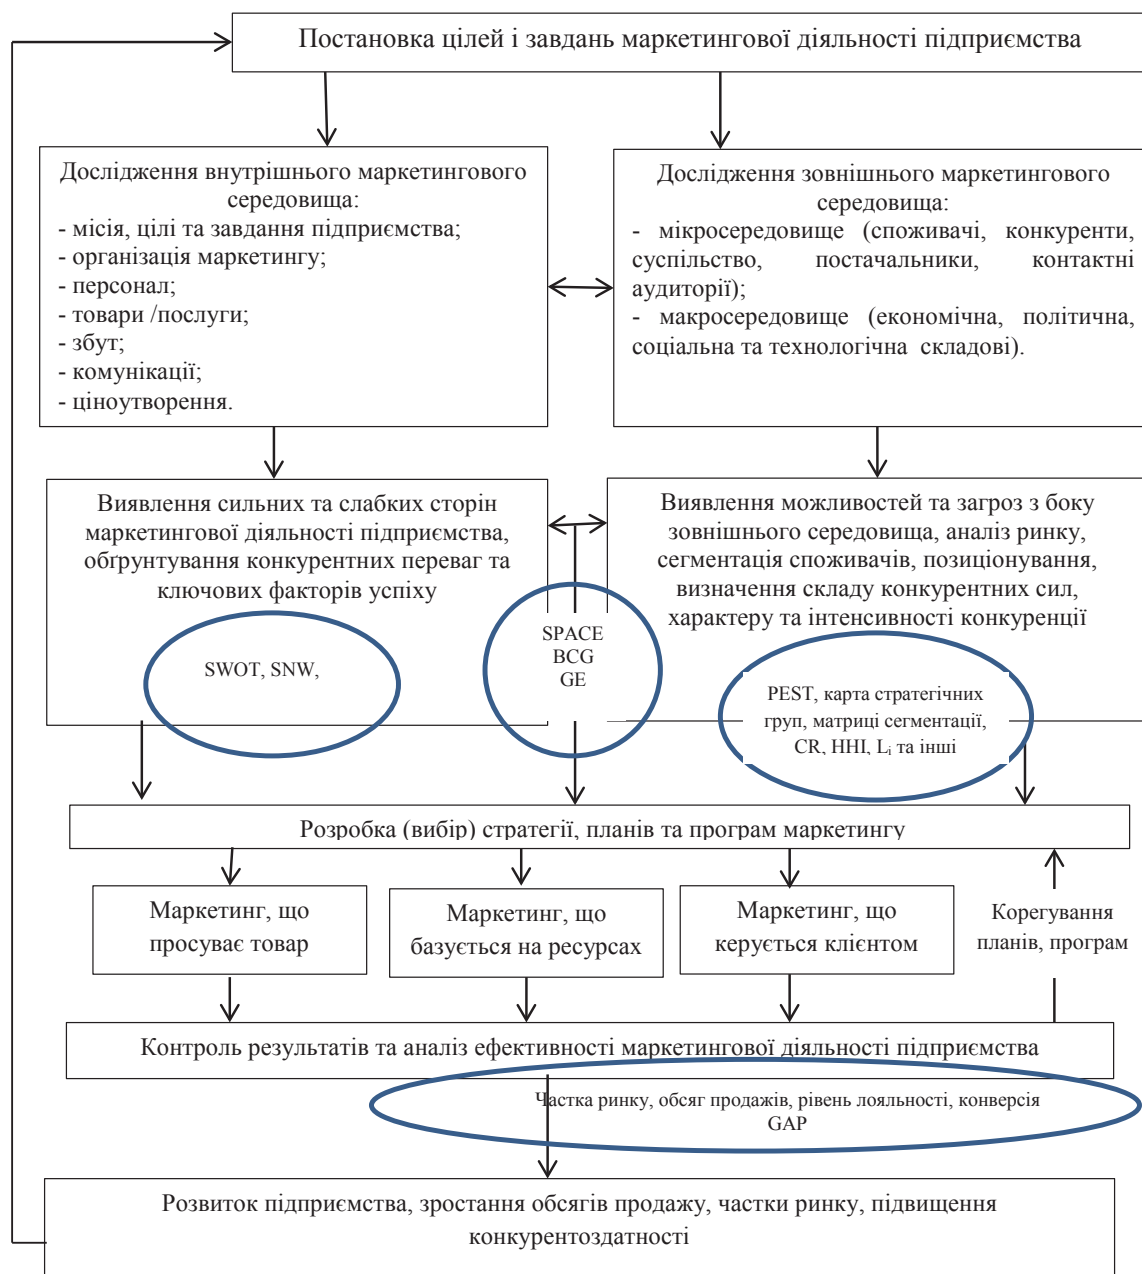 Постановка цілей і завдань маркетингової діяльності підприємства
Дослідження внутрішнього маркетингового
середовища:
- місія, цілі та завдання підприємства;
- організація маркетингу;
- персонал;
- товари /послуги;
- збут;
- комунікації;
- ціноутворення.
Дослідження зовнішнього маркетингового
середовища:
- мікросередовище (споживачі, конкуренти,
суспільство, постачальники, контактні
аудиторії);
- макросередовище (економічна, політична,
соціальна та технологічна складові).
Виявлення сильних та слабких сторін
маркетингової діяльності підприємства,
обґрунтування конкурентних переваг та
ключових факторів успіху
SWOT, SNW,
SPACE
BCG
GE
Виявлення можливостей та загроз з боку
зовнішнього середовища, аналіз ринку,
сегментація споживачів, позиціонування,
визначення складу конкурентних сил,
характеру та інтенсивності конкуренції
PEST, карта стратегічних
груп, матриці сегментації,
CR, HHI, Lᵢ та інші
Розробка (вибір) стратегії, планів та програм маркетингу
Маркетинг, що
просуває товар
Маркетинг, що
базується на ресурсах
Маркетинг, що
керується клієнтом
Корегування
планів, програм
Контроль результатів та аналіз ефективності маркетингової діяльності підприємства
Частка ринку, обсяг продажів, рівень лояльності, конверсія
GAP
Розвиток підприємства, зростання обсягів продажу, частки ринку, підвищення
конкурентоздатності